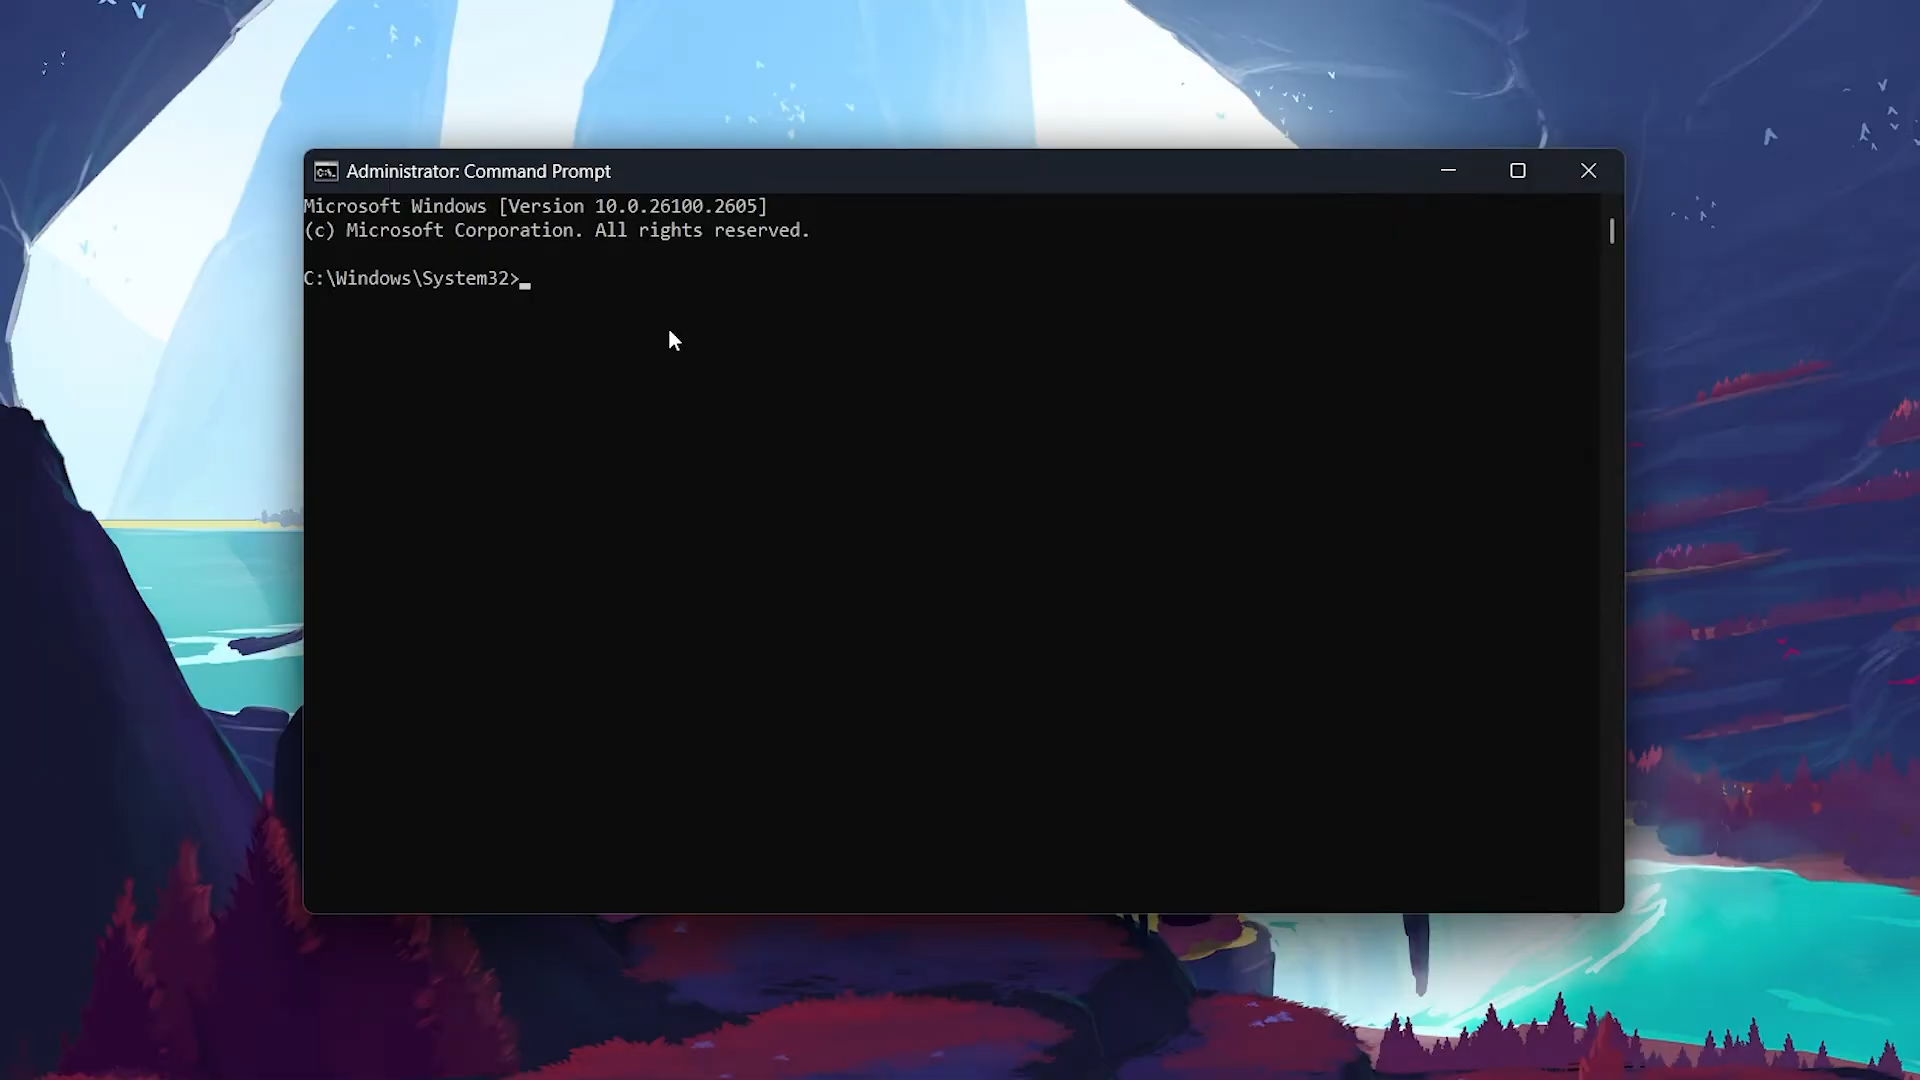 Administrator: Command Prompt
Microsoft Windows [Version 10.0.26100.2605]
(c) Microsoft Corporation. All rights reserved.
C:\Windows\System32>